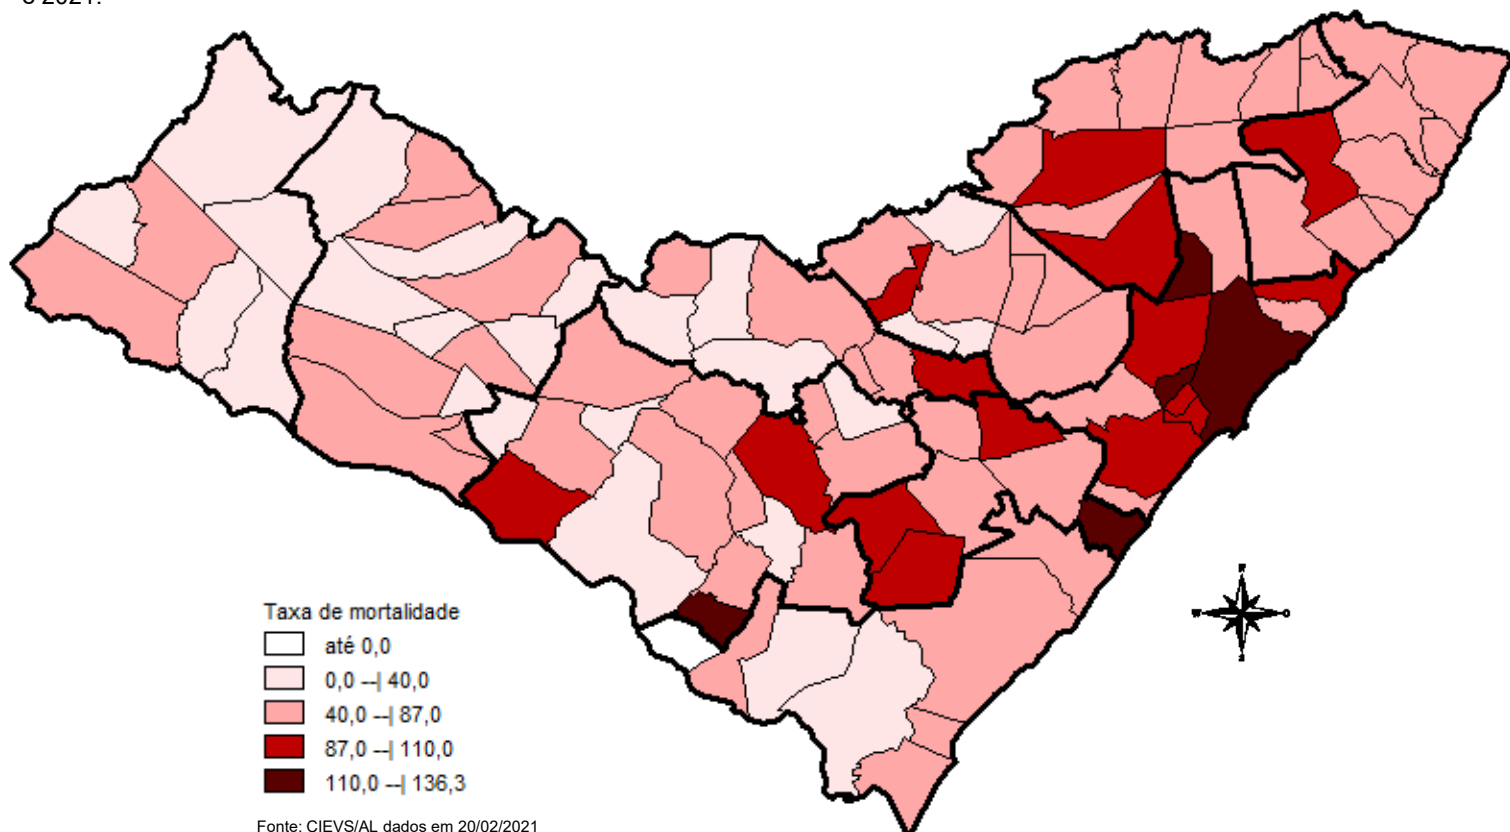 e 2021.
Taxa de mortalidade
até 0,0
0,0 --| 40,0
40,0 --| 87,0
87,0 --| 110,0
110,0 --| 136,3
Fonte: CIEVS/AL dados em 20/02/2021